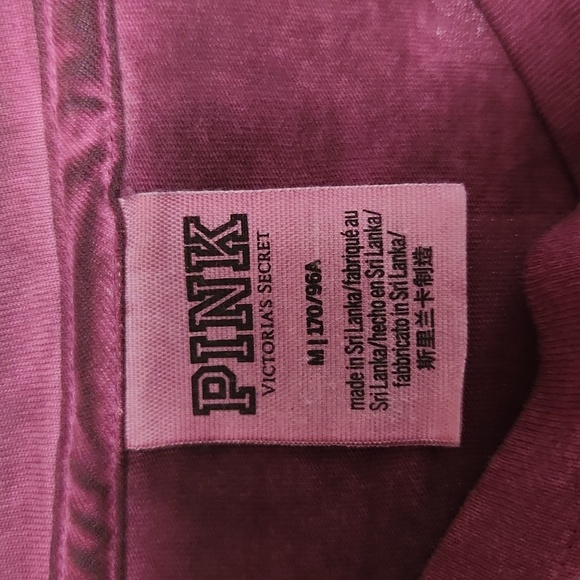 PINK
VICTORIA'S SECRET
M | 170/96A
made in Sri Lanka/fabriqué au
Sri Lanka/hecho en Sri Lanka/
fabbricato in Sri Lanka/
斯里兰卡制造